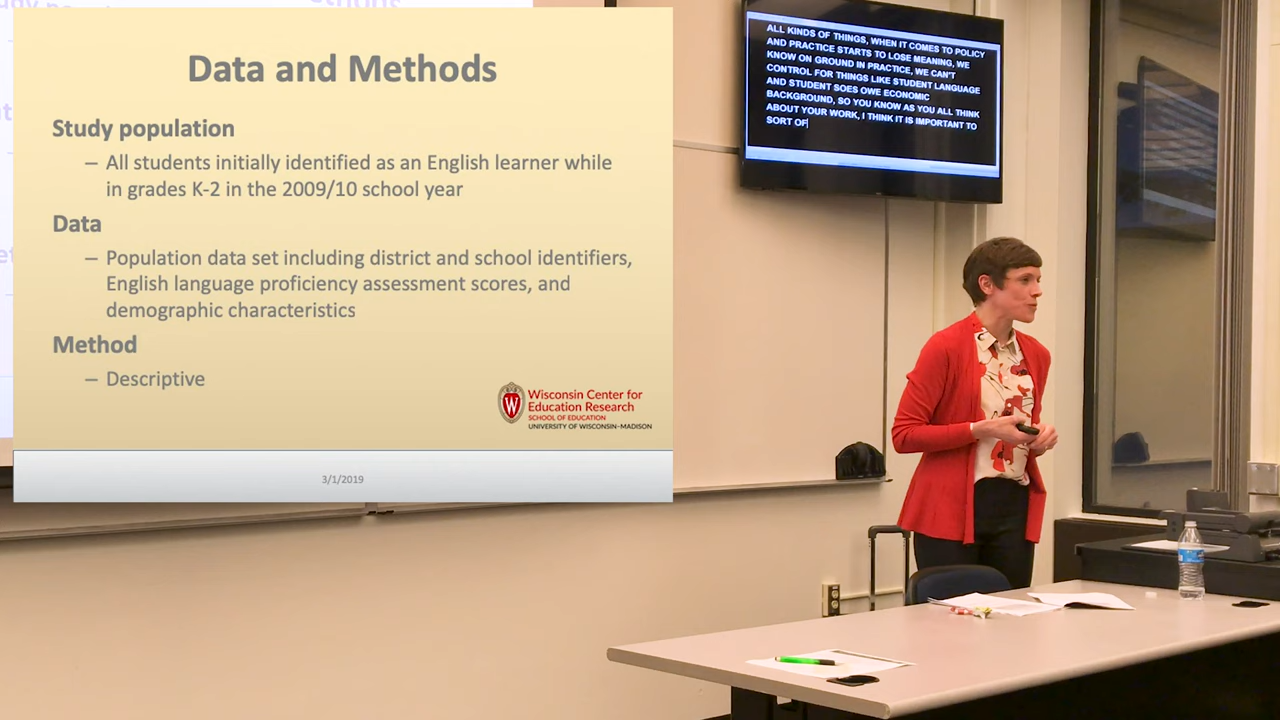 Data and Methods
Study population
– All students initially identified as an English learner while
in grades K-2 in the 2009/10 school year
Data
– Population data set including district and school identifiers,
English language proficiency assessment scores, and
demographic characteristics
Method
– Descriptive
W
Wisconsin Center for
Education Research
SCHOOL OF EDUCATION
UNIVERSITY OF WISCONSIN–MADISON
3/1/2019
ALL KINDS OF THINGS, WHEN IT COMES TO POLICY
AND PRACTICE STARTS TO LOSE MEANING, WE
KNOW ON GROUND IN PRACTICE, WE CAN'T
CONTROL FOR THINGS LIKE STUDENT LANGUAGE
AND STUDENT SOES OWE ECONOMIC
BACKGROUND, SO YOU KNOW AS YOU ALL THINK
ABOUT YOUR WORK, I THINK IT IS IMPORTANT TO
SORT OF